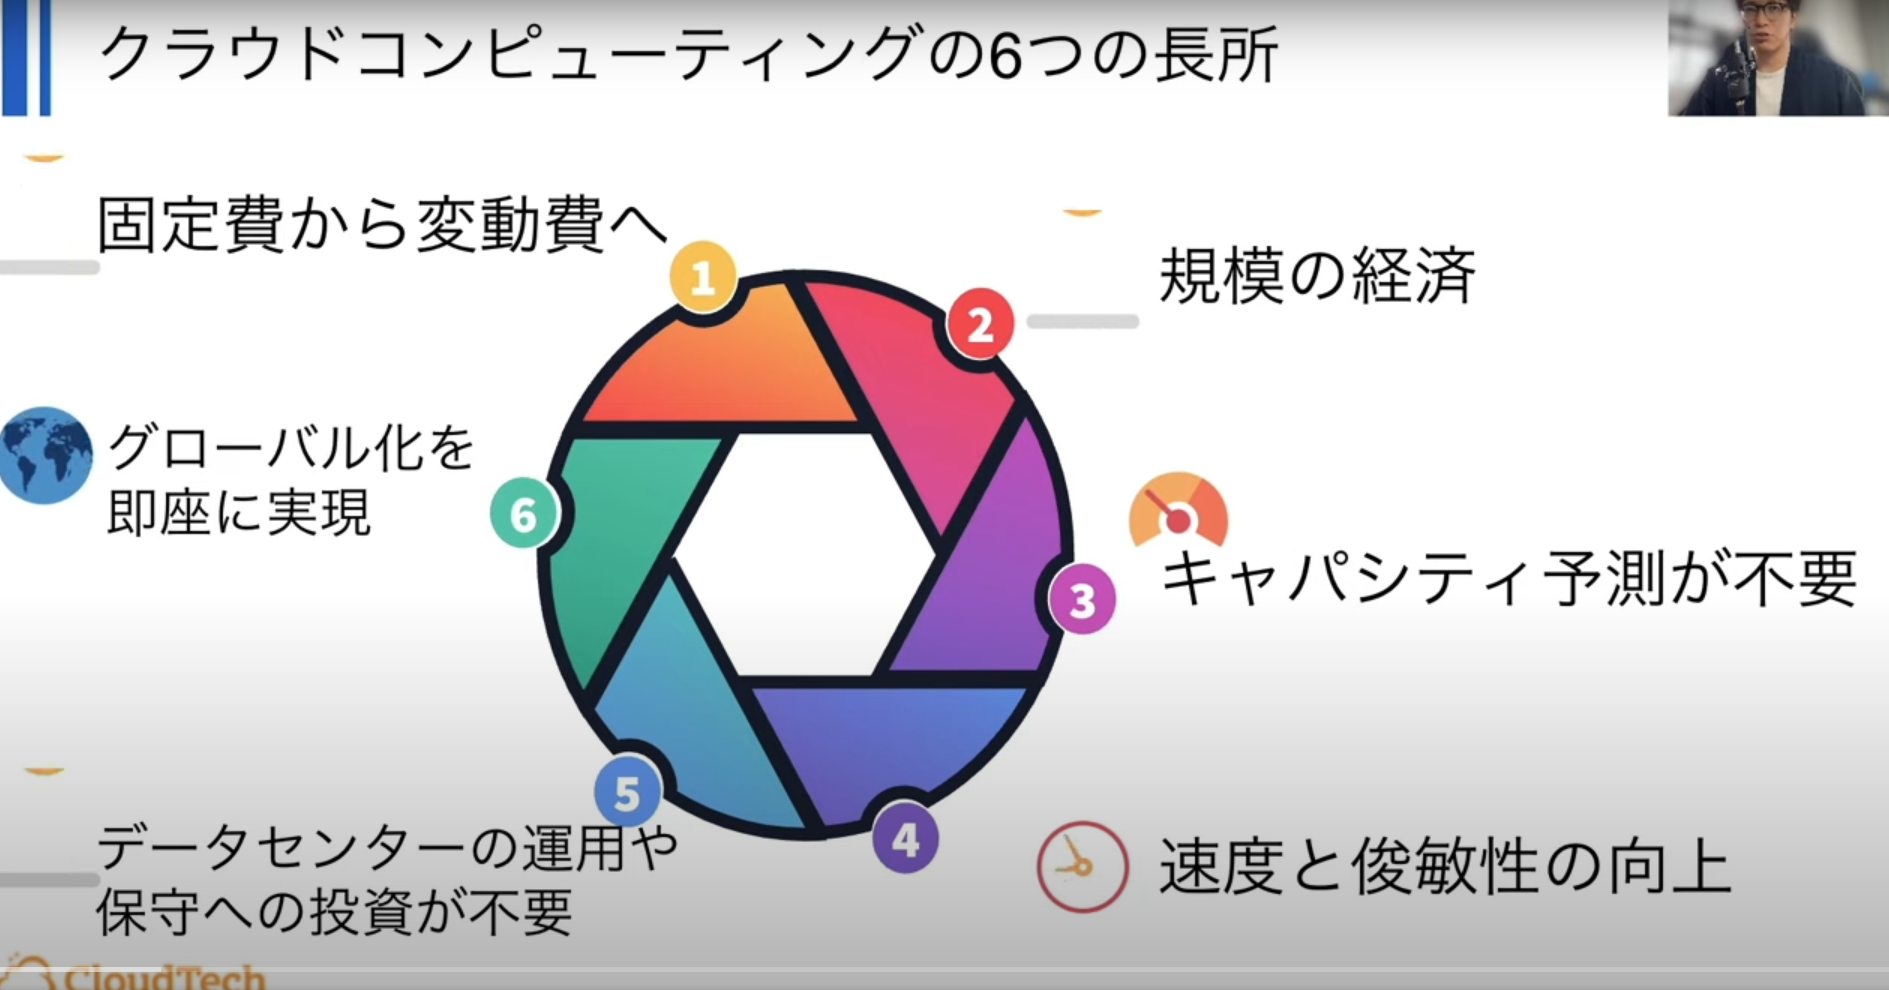 クラウドコンピューティングの6つの長所
固定費から変動費へ
1
2
規模の経済
グローバル化を
即座に実現
6
3
キャパシティ予測が不要
5
データセンターの運用や
保守への投資が不要
4
速度と俊敏性の向上
CloudTech